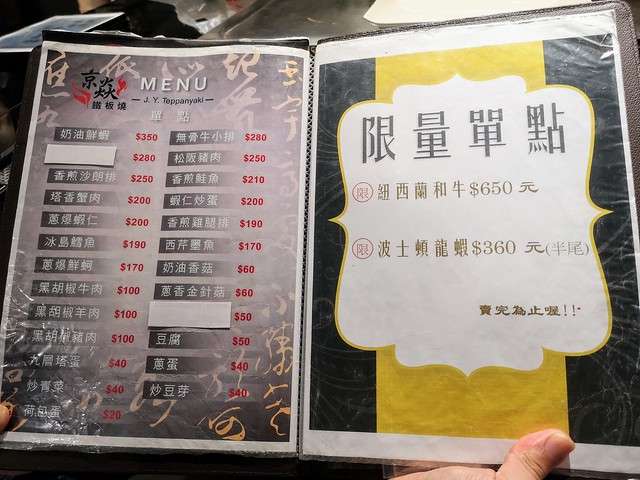 京焱
鐵板燒
MENU
J. Y. Teppanyaki
單點
奶油鮮蝦 $350
$280
香煎沙朗排 $250
塔香蟹肉 $200
蔥爆蝦仁 $200
冰島鱈魚 $190
蔥爆鮮蚵 $170
黑胡椒牛肉 $100
黑胡椒羊肉 $100
黑胡椒豬肉 $100
九層塔蛋 $40
炒青菜 $40
荷包蛋 $20
無骨牛小排 $280
松阪豬肉 $250
香煎鮭魚 $210
蝦仁炒蛋 $200
香煎雞腿排 $190
西芹墨魚 $170
奶油香菇 $60
蔥香金針菇 $60
$50
豆腐 $50
蔥蛋 $40
炒豆芽 $40
限量單點
限 紐西蘭和牛$650元
限 波士頓龍蝦$360 元(半尾)
賣完為止喔!!